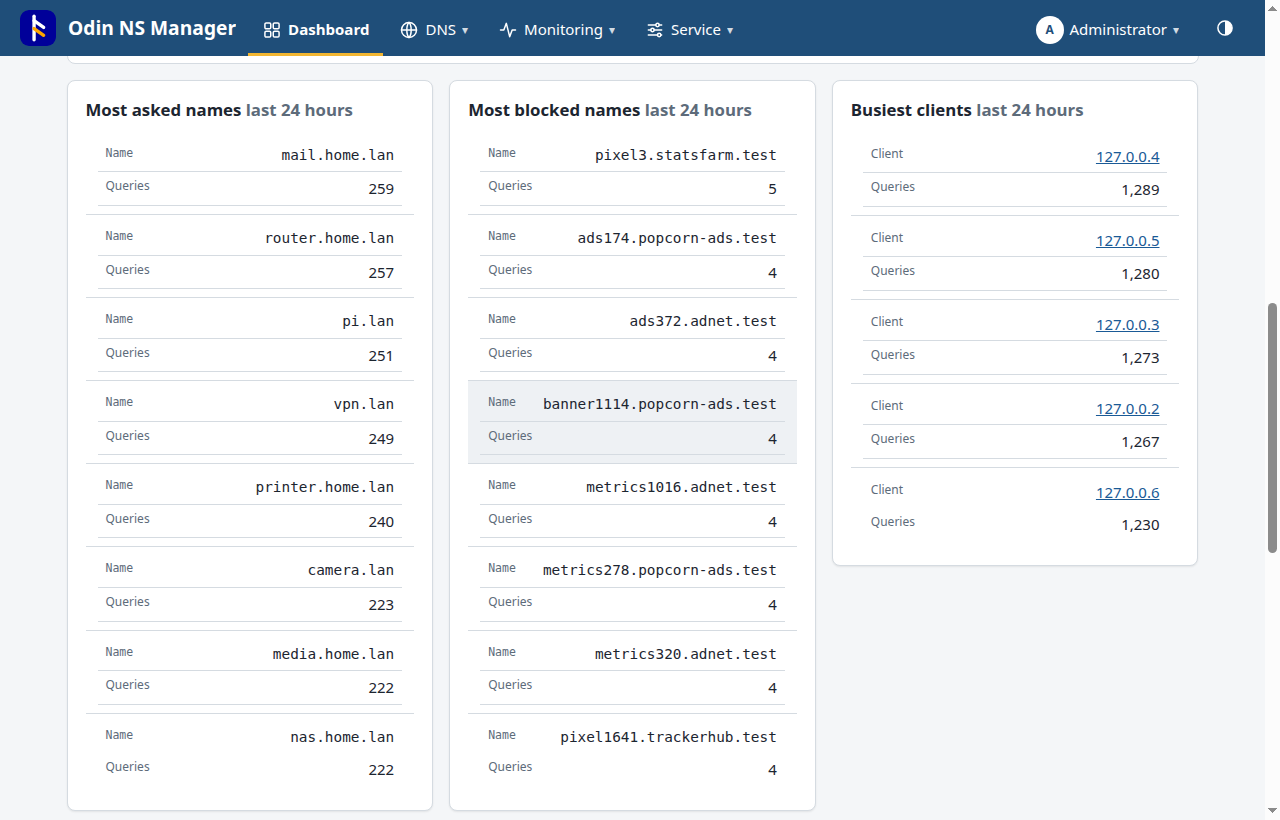 Odin NS Manager
Dashboard
DNS ▾
Monitoring ▾
Service ▾
A
Administrator ▾
Most asked names last 24 hours
Name mail.home.lan
Queries 259
Name router.home.lan
Queries 257
Name pi.lan
Queries 251
Name vpn.lan
Queries 249
Name printer.home.lan
Queries 240
Name camera.lan
Queries 223
Name media.home.lan
Queries 222
Name nas.home.lan
Queries 222
Most blocked names last 24 hours
Name pixel3.statsfarm.test
Queries 5
Name ads174.popcorn-ads.test
Queries 4
Name ads372.adnet.test
Queries 4
Name banner1114.popcorn-ads.test
Queries 4
Name metrics1016.adnet.test
Queries 4
Name metrics278.popcorn-ads.test
Queries 4
Name metrics320.adnet.test
Queries 4
Name pixel1641.trackerhub.test
Queries 4
Busiest clients last 24 hours
Client 127.0.0.4
Queries 1,289
Client 127.0.0.5
Queries 1,280
Client 127.0.0.3
Queries 1,273
Client 127.0.0.2
Queries 1,267
Client 127.0.0.6
Queries 1,230